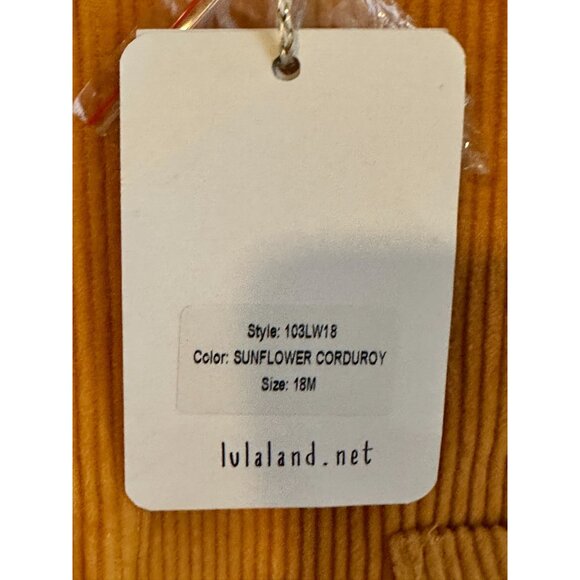 Style: 103LW18
Color: SUNFLOWER CORDUROY
Size: 18M
lulaland.net